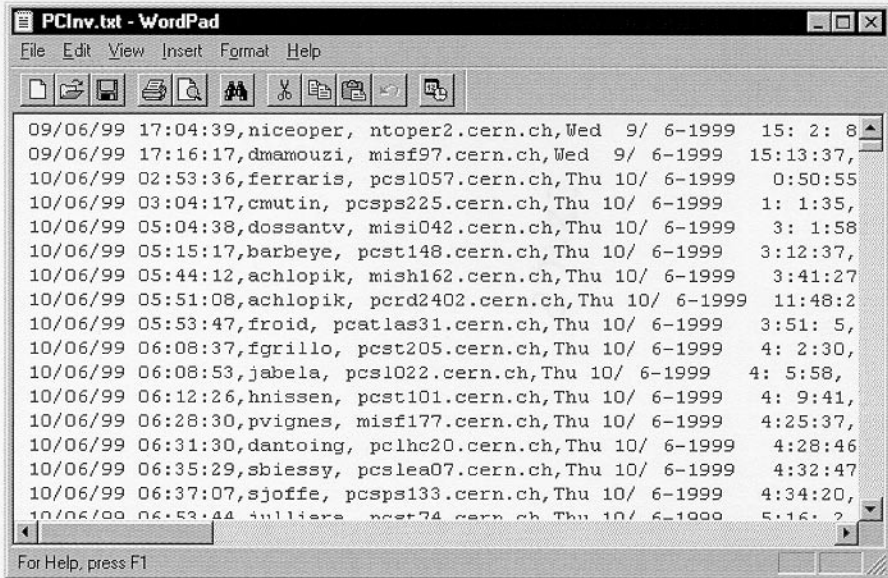 PCInv.txt - WordPad
File Edit View Insert Format Help
09/06/99 17:04:39,niceoper, ntoper2.cern.ch,Wed 9/ 6-1999 15: 2: 8
09/06/99 17:16:17,dmamouzi, misf97.cern.ch,Wed 9/ 6-1999 15:13:37,
10/06/99 02:53:36,ferraris, pcsl057.cern.ch,Thu 10/ 6-1999 0:50:55
10/06/99 03:04:17,cmutin, pcsps225.cern.ch,Thu 10/ 6-1999 1: 1:35,
10/06/99 05:04:38,dossantv, misi042.cern.ch,Thu 10/ 6-1999 3: 1:58
10/06/99 05:15:17,barbeye, pcst148.cern.ch,Thu 10/ 6-1999 3:12:37,
10/06/99 05:44:12,achlopik, mish162.cern.ch,Thu 10/ 6-1999 3:41:27
10/06/99 05:51:08,achlopik, pcrd2402.cern.ch,Thu 10/ 6-1999 11:48:2
10/06/99 05:53:47,froid, pcatlas31.cern.ch,Thu 10/ 6-1999 3:51: 5,
10/06/99 06:08:37,fgrillo, pcst205.cern.ch,Thu 10/ 6-1999 4: 2:30,
10/06/99 06:08:53,jabela, pcsl022.cern.ch,Thu 10/ 6-1999 4: 5:58,
10/06/99 06:12:26,hnissen, pcst101.cern.ch,Thu 10/ 6-1999 4: 9:41,
10/06/99 06:28:30,pvignes, misf177.cern.ch,Thu 10/ 6-1999 4:25:37,
10/06/99 06:31:30,dantoing, pclhc20.cern.ch,Thu 10/ 6-1999 4:28:46
10/06/99 06:35:29,sbiessy, pcslea07.cern.ch,Thu 10/ 6-1999 4:32:47
10/06/99 06:37:07,sjoffe, pcsps133.cern.ch,Thu 10/ 6-1999 4:34:20,
10/06/99 06:53:44 Thu 10/ 6-1999
For Help, press F1